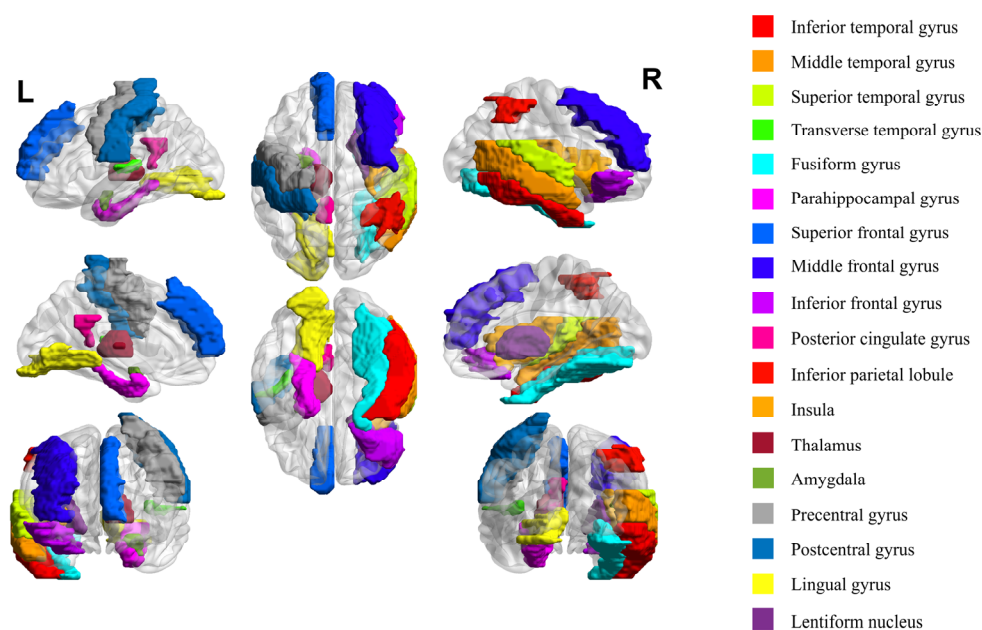 L
R
Inferior temporal gyrus
Middle temporal gyrus
Superior temporal gyrus
Transverse temporal gyrus
Fusiform gyrus
Parahippocampal gyrus
Superior frontal gyrus
Middle frontal gyrus
Inferior frontal gyrus
Posterior cingulate gyrus
Inferior parietal lobule
Insula
Thalamus
Amygdala
Precentral gyrus
Postcentral gyrus
Lingual gyrus
Lentiform nucleus